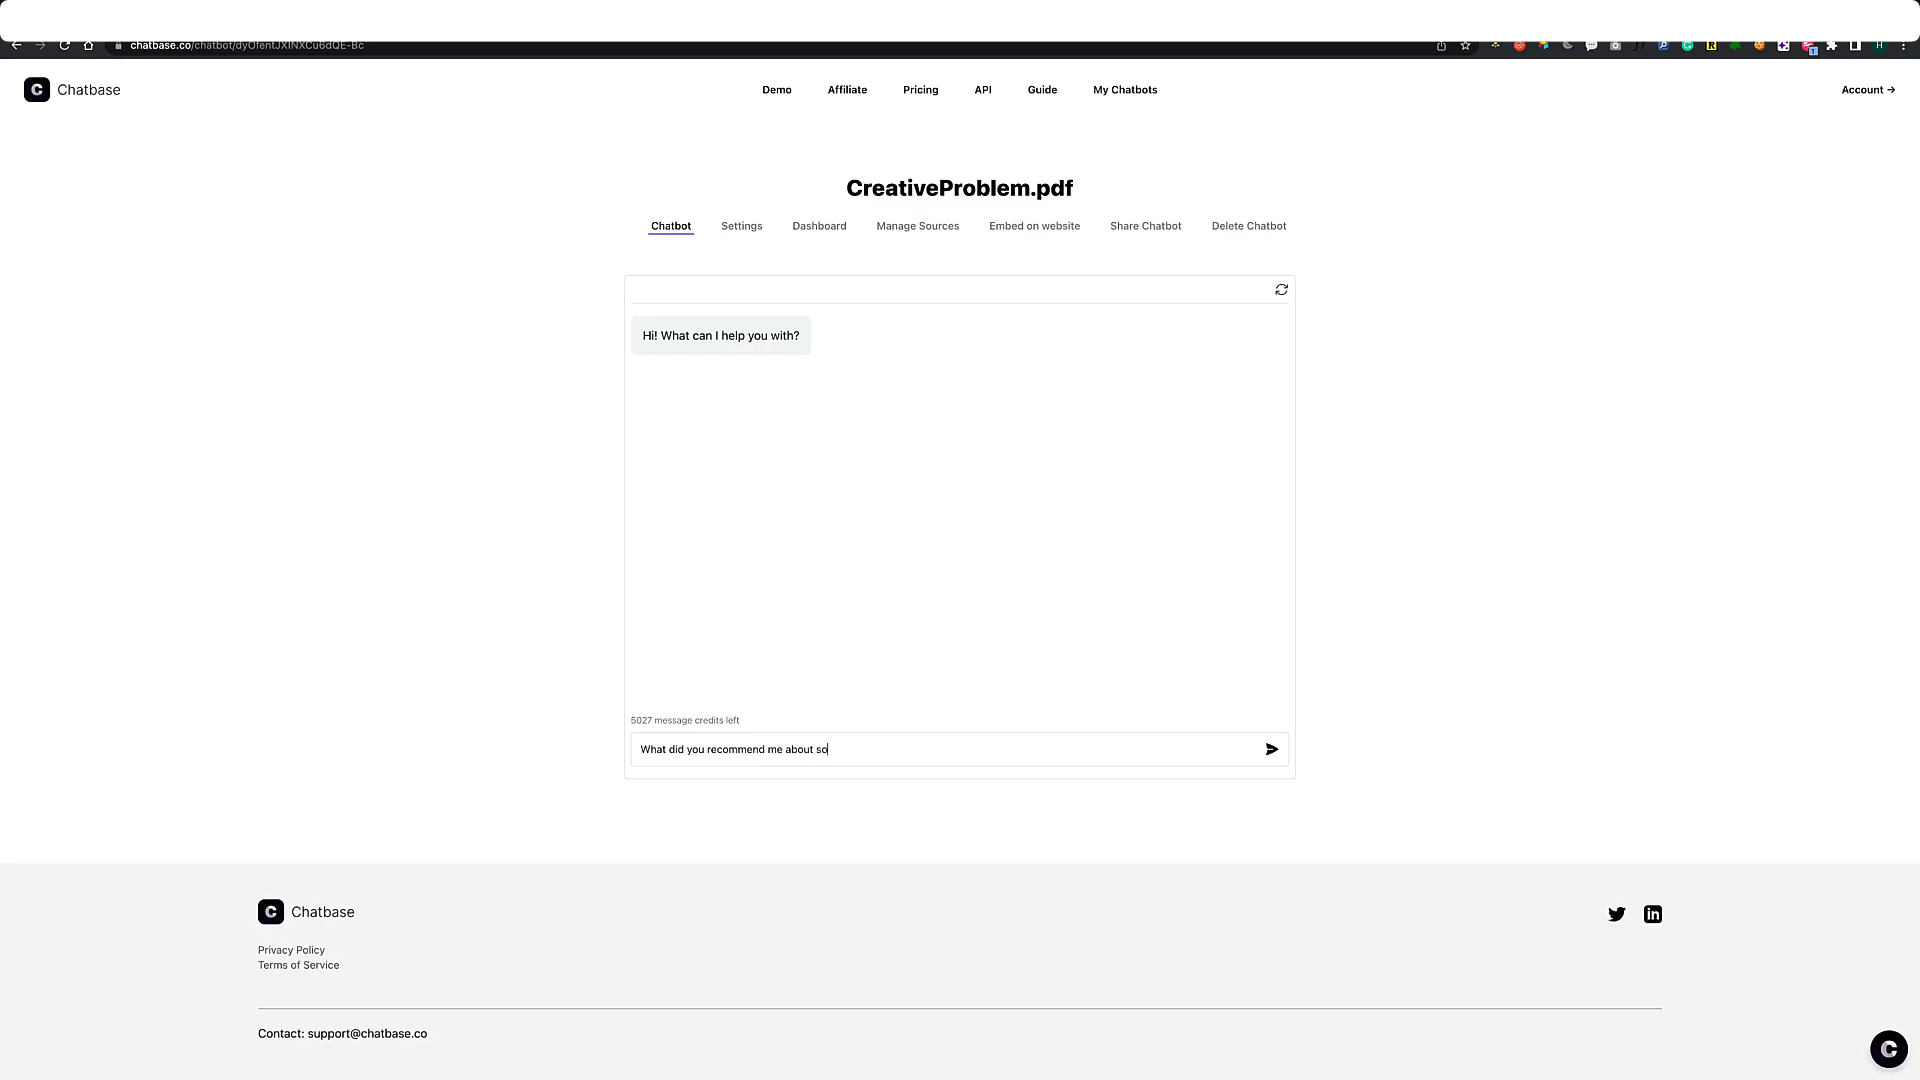 chatbase.co/chatbot/dyOfentJXINXCu6dQE-Bc
H
1
C Chatbase
Demo
Affiliate
Pricing
API
Guide
My Chatbots
Account →
CreativeProblem.pdf
Chatbot
Settings
Dashboard
Manage Sources
Embed on website
Share Chatbot
Delete Chatbot
Hi! What can I help you with?
5027 message credits left
What did you recommend me about so
C Chatbase
in
Privacy Policy
Terms of Service
Contact: support@chatbase.co
C